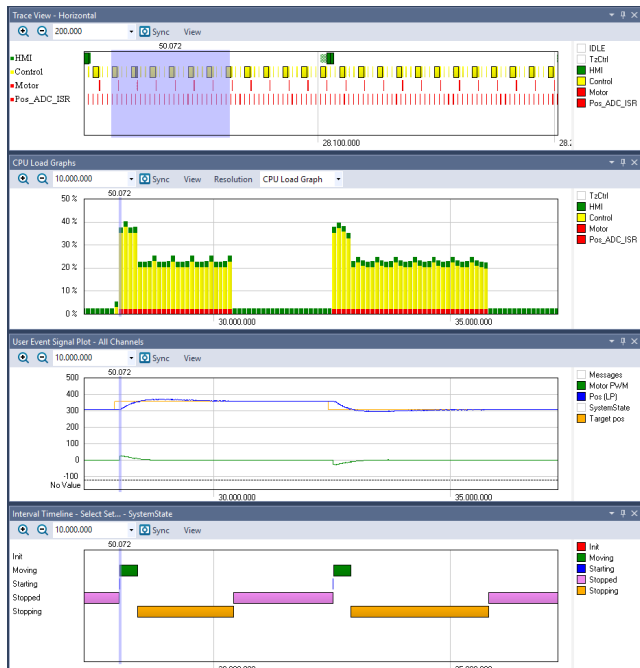 Trace View - Horizontal
200.000 Sync View
50.072
HMI
Control
Motor
Pos_ADC_ISR
28.100.000
IDLE
TzCtrl
HMI
Control
Motor
Pos_ADC_ISR
CPU Load Graphs
10.000.000 Sync View Resolution CPU Load Graph
50.072
50 %
40 %
30 %
20 %
10 %
0 %
30.000.000 35.000.000
TzCtrl
HMI
Control
Motor
Pos_ADC_ISR
User Event Signal Plot - All Channels
10.000.000 Sync View
50.072
500
400
300
200
100
0
-100
No Value
30.000.000 35.000.000
Messages
Motor PWM
Pos (LP)
SystemState
Target pos
Interval Timeline - Select Set... - SystemState
10.000.000 Sync View
50.072
Init
Moving
Starting
Stopped
Stopping
Init
Moving
Starting
Stopped
Stopping